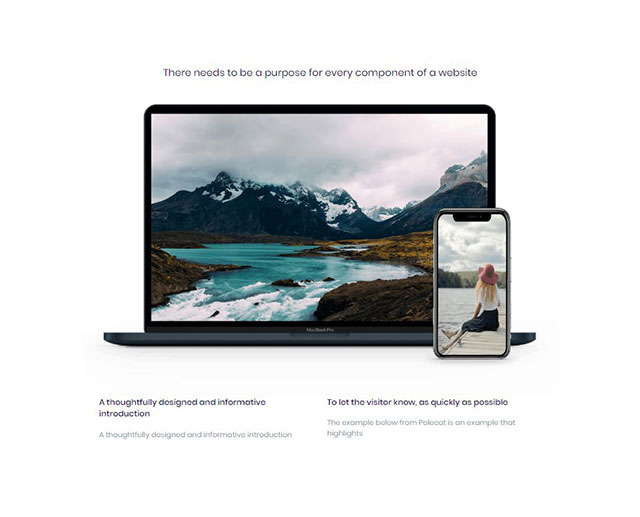 There needs to be a purpose for every component of a website
MacBook Pro
A thoughtfully designed and informative
introduction
A thoughtfully designed and informative introduction
To let the visitor know, as quickly as possible
The example below from Polecat is an example that
highlights